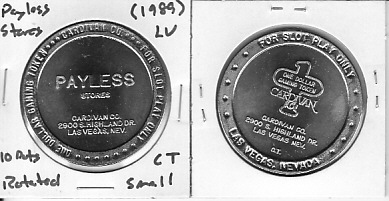 Payless
Stores
(1989)
LV
ONE DOLLAR GAMING TOKEN
CARDIVAN CO.
FOR SLOT PLAY ONLY
PAYLESS
STORES
CARDIVAN CO.
2900 S. HIGHLAND DR.
LAS VEGAS, NEV.
10 Dots
Rotated
CT
Small
FOR SLOT PLAY ONLY
1
ONE DOLLAR
GAMING TOKEN
CARDIVAN
CARDIVAN CO.
2900 S. HIGHLAND DR.
LAS VEGAS NEV.
C.T.
LAS VEGAS, NEVADA